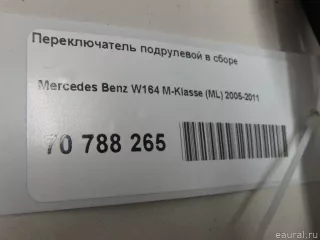 Переключатель подрулевой в сборе
Mercedes Benz W164 M-Klasse (ML) 2005-2011
70 788 265
eaural.ru